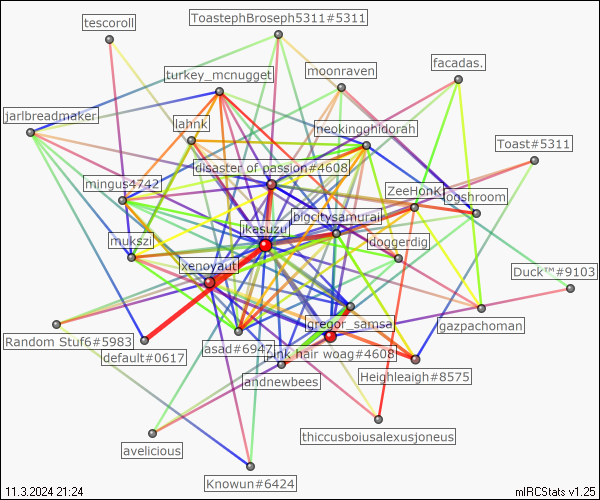 ToastephBroseph5311#5311
tescoroll
facadas.
moonraven
turkey_mcnugget
jarlbreadmaker
lahnk
neokinghidorah
Toast#5311
disaster of passion#4608
mingus4742
ZeeHonK
ogshroom
bigcitysamurai
ikasuzu
mukszi
doggerdig
xenoyaut
Duck™#9103
gregor_samsa
gazpachoman
Random Stuf6#5983
asad#6947
pink hair woag#4608
default#0617
Heighleaigh#8575
andnewbees
thiccusboiusalexusjoneus
avelicious
Knowun#6424
11.3.2024 21:24
mIRCStats v1.25